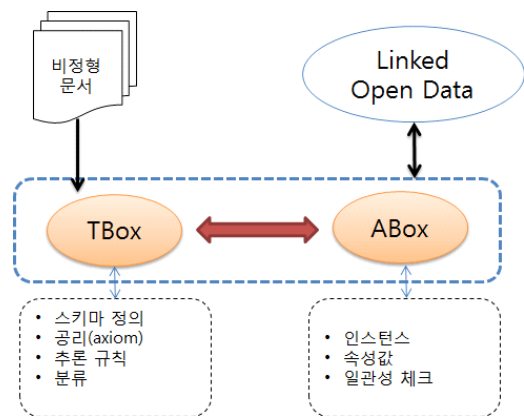 비정형
문서
Linked
Open Data
TBox
ABox
• 스키마 정의
• 공리(axiom)
• 추론 규칙
• 분류
• 인스턴스
• 속성값
• 일관성 체크